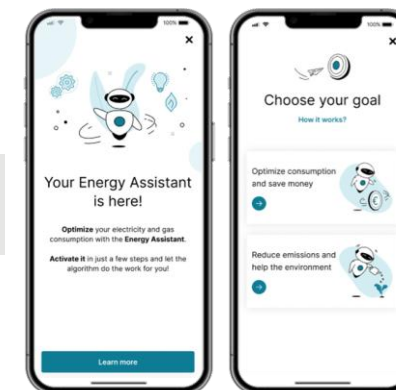 100%
×
Your Energy Assistant
is here!
Optimize your electricity and gas
consumption with the Energy Assistant.
Activate it in just a few steps and let the
algorithm do the work for you!
Learn more
100%
×
Choose your goal
How it works?
Optimize consumption
and save money
€
Reduce emissions and
help the environment